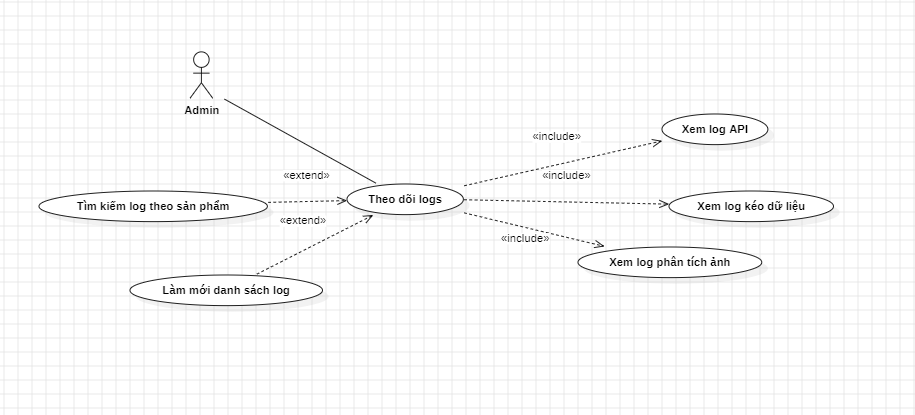 Admin
«include»
Xem log API
«extend»
«include»
Theo dõi logs
Tìm kiếm log theo sản phẩm
Xem log kéo dữ liệu
«extend»
«include»
Xem log phân tích ảnh
Làm mới danh sách log